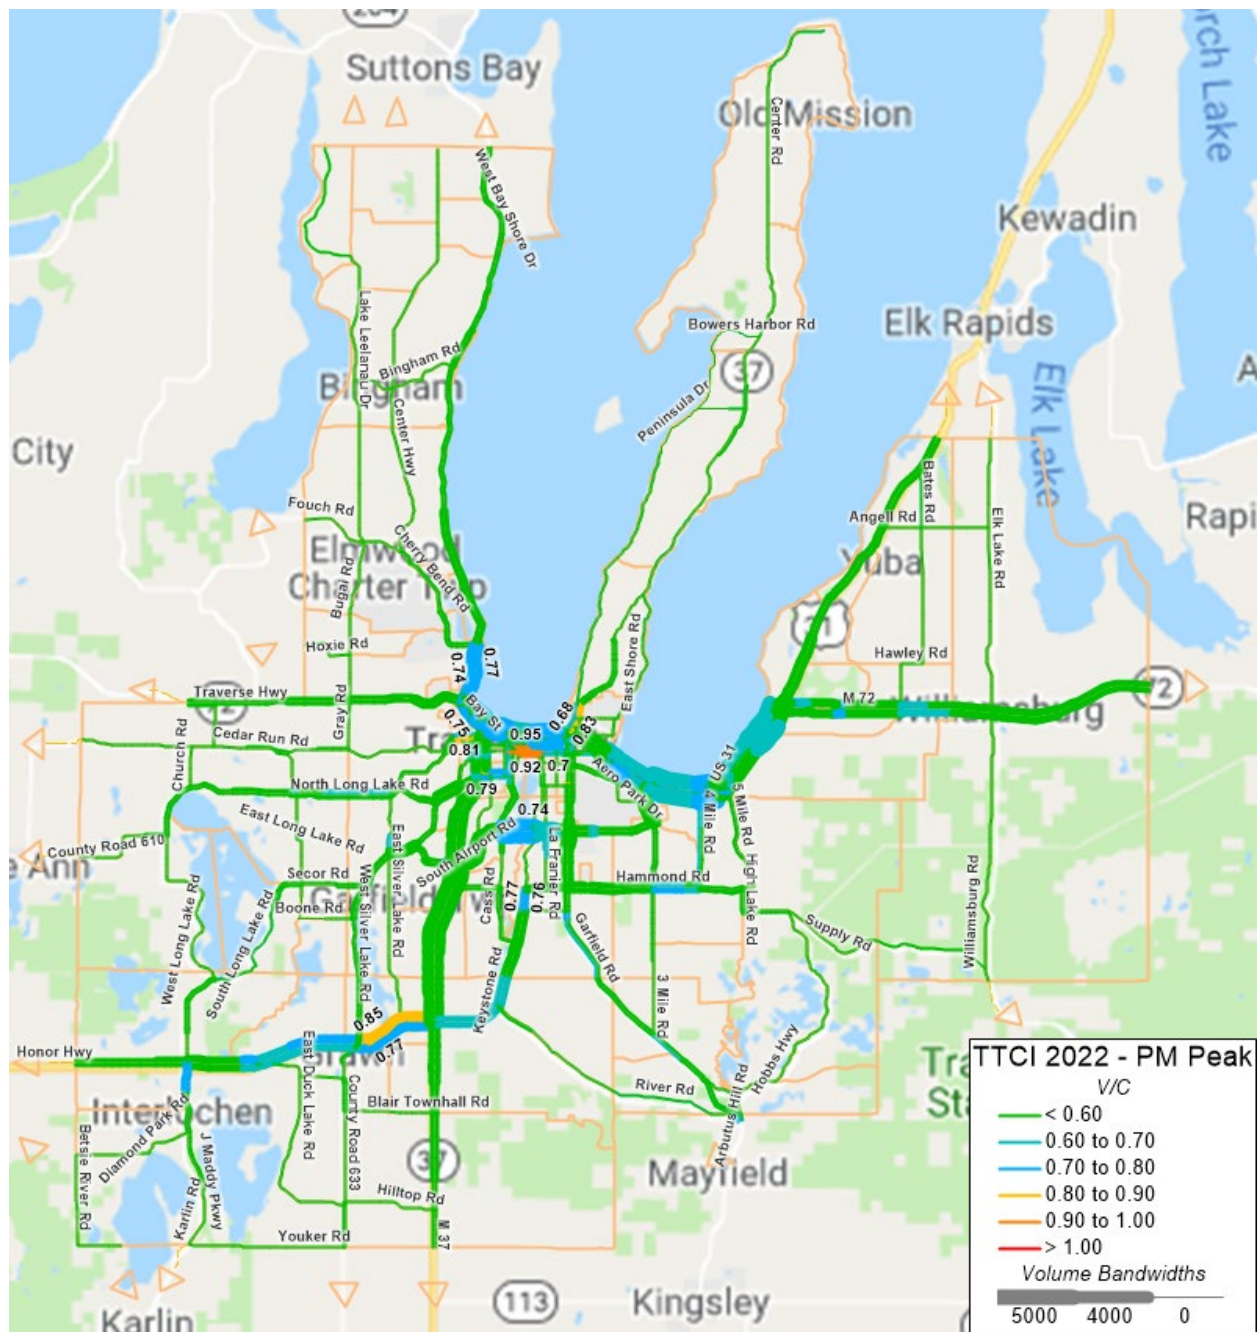 204
Suttons Bay
Old Mission
Center Rd
West Bay Shore Dr
Kewadin
Lake Leelanau Dr
Bowers Harbor Rd
Elk Rapids
Bingham Rd
Bingham
37
Elk Lake
Center Hwy
Peninsula Dr
City
Bates Rd
Fouch Rd
Angell Rd
Elk Lake Rd
Rapi
Cherry Bend Rd
Elmwood
Charter Twp
Yuba
Bugai Rd
31
East Shore Rd
Hoxie Rd
Hawley Rd
0.74
0.77
Traverse Hwy
72
M 72
72
Williamsburg
Gray Rd
Bay St
0.68
0.75
0.95
0.83
Cedar Run Rd
Tra
0.81
Church Rd
0.92
0.7
US 31
North Long Lake Rd
0.79
Aero Park Dr
4 Mile Rd
5 Mile Rd
East Long Lake Rd
0.74
County Road 610
East Silver Lake Rd
South Airport Rd
La Franier Rd
High Lake Rd
e Ann
Secor Rd
West Silver Lake Rd
Cass Rd
0.77
0.76
Hammond Rd
Boone Rd
West Long Lake Rd
South Long Lake Rd
Garfield Rd
Supply Rd
Williamsburg Rd
Keystone Rd
3 Mile Rd
0.85
0.77
Honor Hwy
East Duck Lake Rd
Hobbs Hwy
River Rd
Arbutus Hill Rd
Interlochen
Blair Townhall Rd
County Road 633
Diamond Park Rd
Betsie River Rd
J Maddy Pkwy
37
Mayfield
Karlin Rd
Hilltop Rd
Youker Rd
M 37
113
Kingsley
Karlin
TTCI 2022 - PM Peak
V/C
< 0.60
0.60 to 0.70
0.70 to 0.80
0.80 to 0.90
0.90 to 1.00
> 1.00
Volume Bandwidths
5000 4000 0